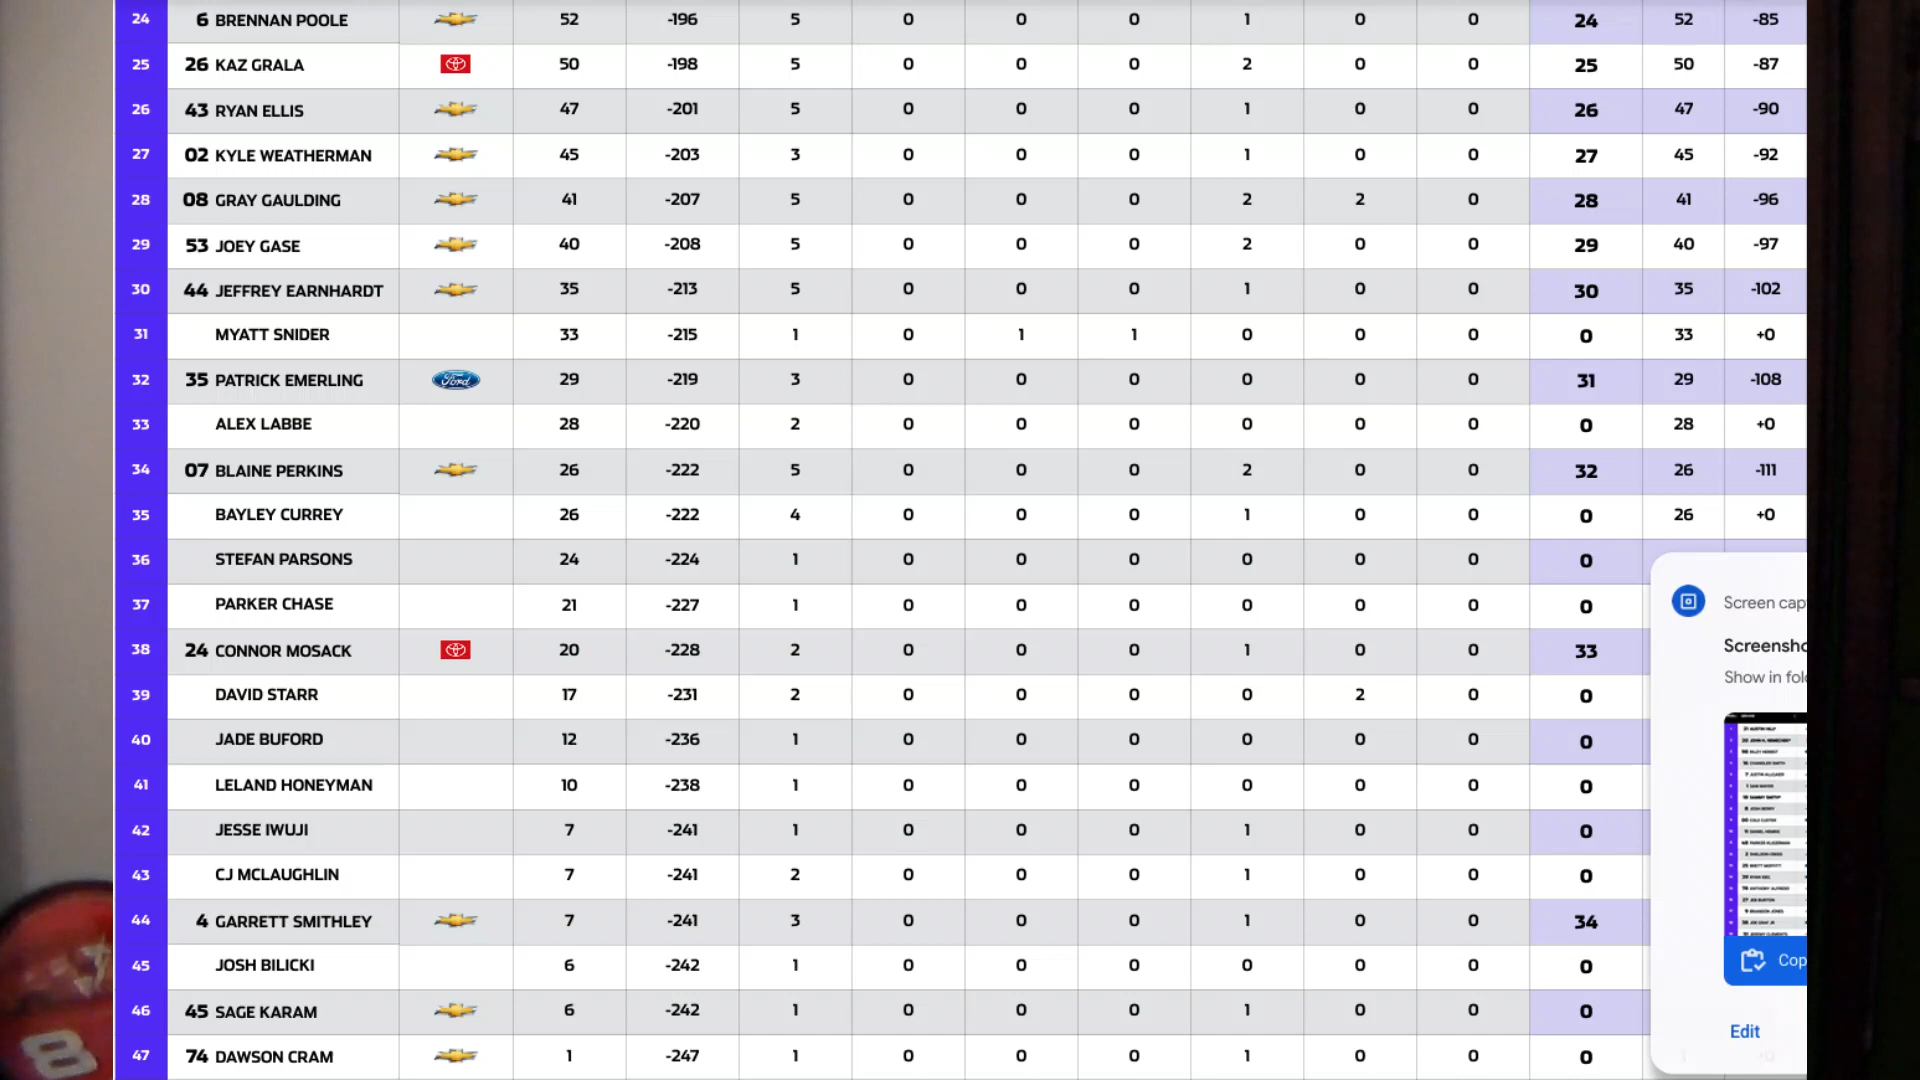 24 6 BRENNAN POOLE 52 -196 5 0 0 0 1 0 0 24 52 -85
25 26 KAZ GRALA 50 -198 5 0 0 0 2 0 0 25 50 -87
26 43 RYAN ELLIS 47 -201 5 0 0 0 1 0 0 26 47 -90
27 02 KYLE WEATHERMAN 45 -203 3 0 0 0 1 0 0 27 45 -92
28 08 GRAY GAULDING 41 -207 5 0 0 0 2 2 0 28 41 -96
29 53 JOEY GASE 40 -208 5 0 0 0 2 0 0 29 40 -97
30 44 JEFFREY EARNHARDT 35 -213 5 0 0 0 1 0 0 30 35 -102
31 MYATT SNIDER 33 -215 1 0 1 1 0 0 0 0 33 +0
32 35 PATRICK EMERLING Ford 29 -219 3 0 0 0 0 0 0 31 29 -108
33 ALEX LABBE 28 -220 2 0 0 0 0 0 0 0 28 +0
34 07 BLAINE PERKINS 26 -222 5 0 0 0 2 0 0 32 26 -111
35 BAYLEY CURREY 26 -222 4 0 0 0 1 0 0 0 26 +0
36 STEFAN PARSONS 24 -224 1 0 0 0 0 0 0 0
37 PARKER CHASE 21 -227 1 0 0 0 0 0 0 0
38 24 CONNOR MOSACK 20 -228 2 0 0 0 1 0 0 33
39 DAVID STARR 17 -231 2 0 0 0 0 2 0 0
40 JADE BUFORD 12 -236 1 0 0 0 0 0 0 0
41 LELAND HONEYMAN 10 -238 1 0 0 0 0 0 0 0
42 JESSE IWUJI 7 -241 1 0 0 0 1 0 0 0
43 CJ MCLAUGHLIN 7 -241 2 0 0 0 1 0 0 0
44 4 GARRETT SMITHLEY 7 -241 3 0 0 0 1 0 0 34
45 JOSH BILICKI 6 -242 1 0 0 0 0 0 0 0
46 45 SAGE KARAM 6 -242 1 0 0 0 1 0 0 0
47 74 DAWSON CRAM 1 -247 1 0 0 0 1 0 0 0
Screen cap
Screensho
Show in fol
Cop
Edit
8